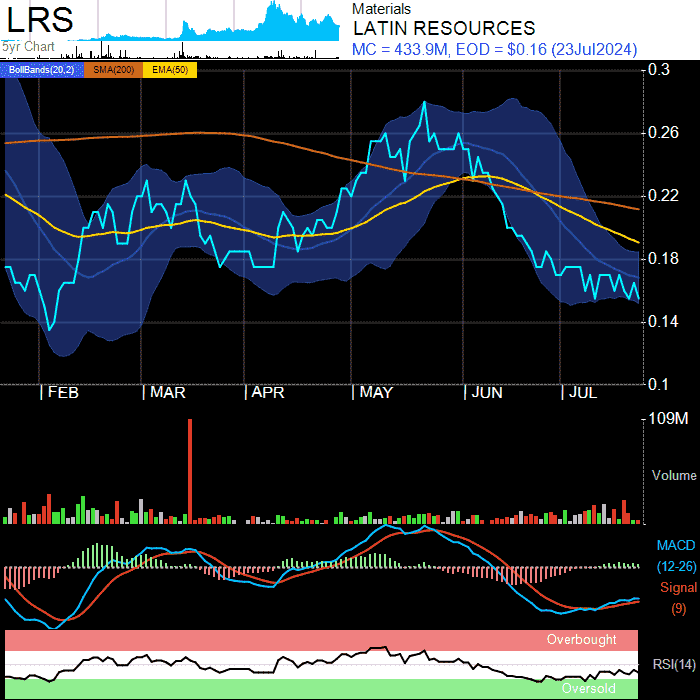 LRS
5yr Chart
Materials
LATIN RESOURCES
MC = 433.9M, EOD = $0.16 (23Jul2024)
BollBands(20,2) SMA(200) EMA(50)
0.3
0.26
0.22
0.18
0.14
0.1
FEB MAR APR MAY JUN JUL
109M
Volume
MACD
(12-26)
Signal
(9)
Overbought
RSI(14)
Oversold